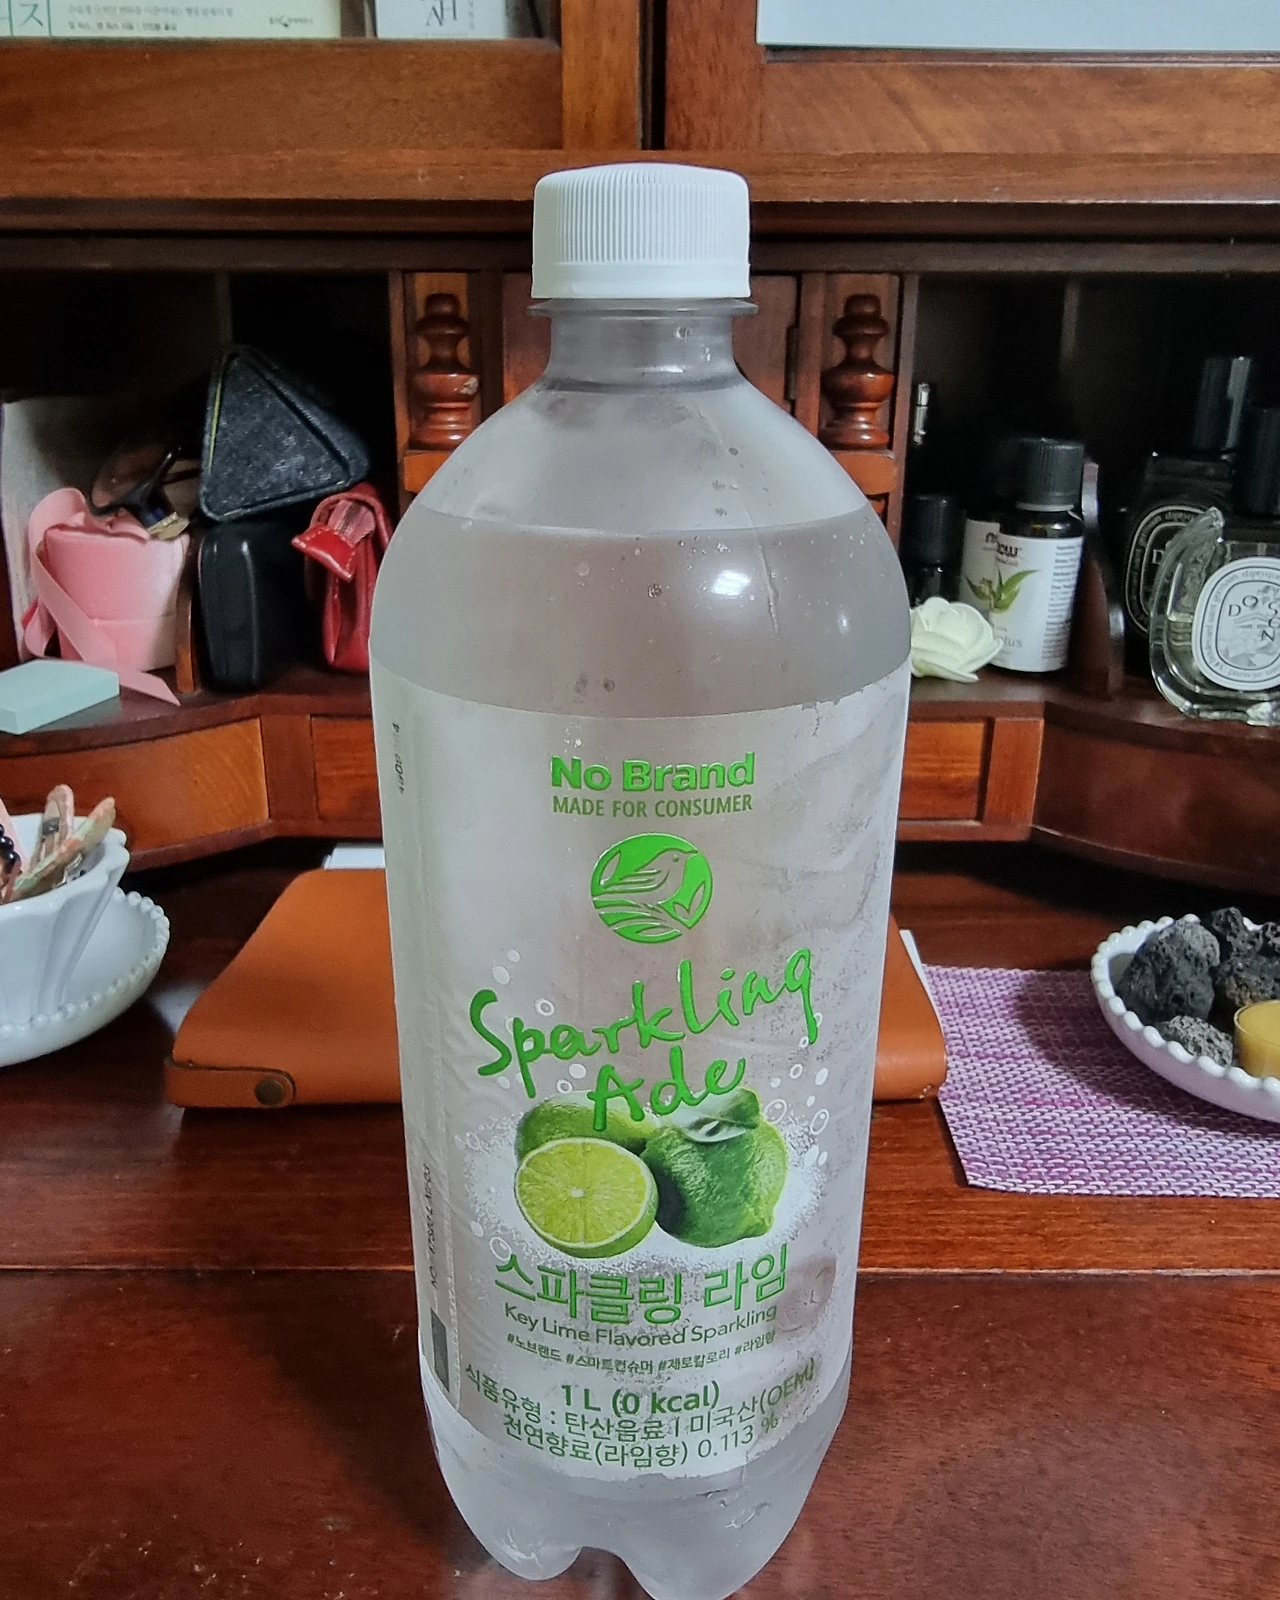 No Brand
MADE FOR CONSUMER
Sparkling
Ade
스파클링 라임
Key Lime Flavored Sparkling
#노브랜드 #스마트컨슈머 #제로칼로리 #라임향
1 L (0 kcal)
식품유형 : 탄산음료 | 미국산(OEM)
천연향료(라임향) 0.113 %
now
DO
SON